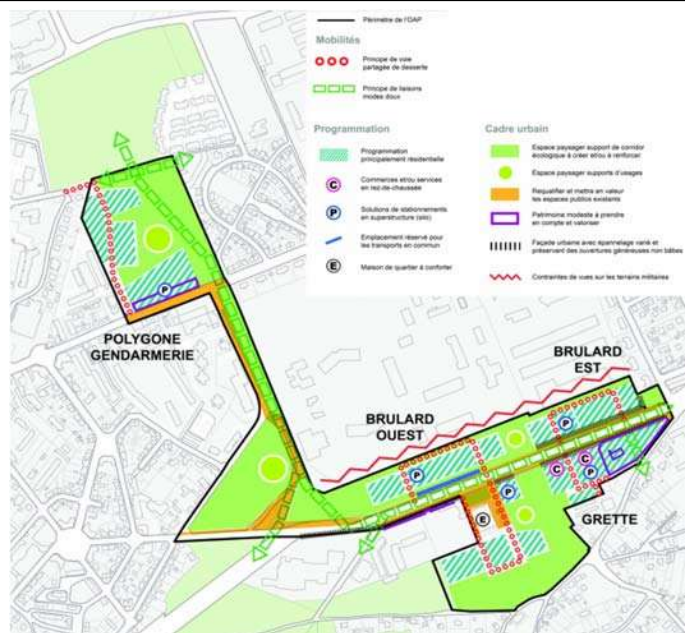 Périmètre de l'OAP
Mobilités
Principe de voie
partagée de desserte
Principe de liaisons
modes doux
Programmation
Programmation
principalement résidentielle
C
Commerces et/ou services
en rez-de-chaussée
P
Solutions de stationnements
en superstructure (silo)
Emplacement réservé pour
les transports en commun
E
Maison de quartier à conforter
Cadre urbain
Espace paysager support de corridor
écologique à créer et/ou à renforcer
Espace paysager supports d'usages
Requalifier et mettre en valeur
les espaces publics existants
Patrimoine modeste à prendre
en compte et valoriser
Façade urbaine avec épannelage varié et
préservant des ouvertures généreuses non bâties
Contraintes de vues sur les terrains militaires
P
POLYGONE
GENDARMERIE
BRULARD
EST
BRULARD
OUEST
P
P
C
C
P
P
E
GRETTE